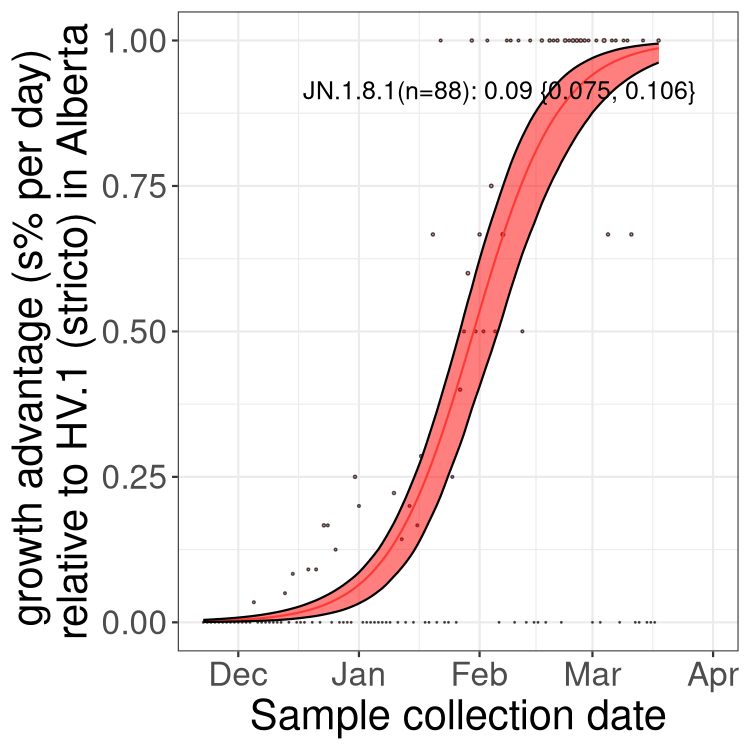 growth advantage (s% per day)
relative to HV.1 (stricto) in Alberta
1.00
0.75
0.50
0.25
0.00
JN.1.8.1(n=88): 0.09 {0.075, 0.106}
Dec Jan Feb Mar Apr
Sample collection date